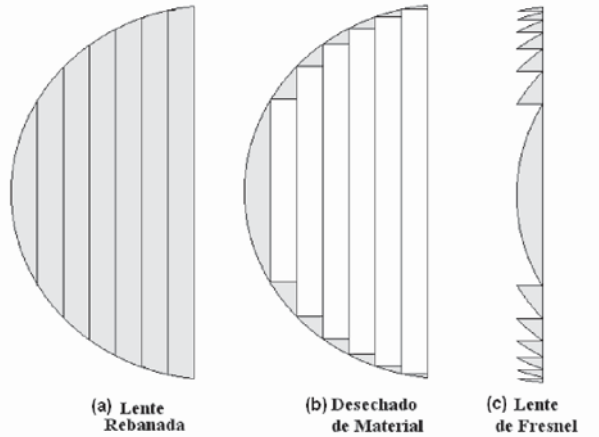 (a) Lente
Rebanada
(b) Desechado
de Material
(c) Lente
de Fresnel